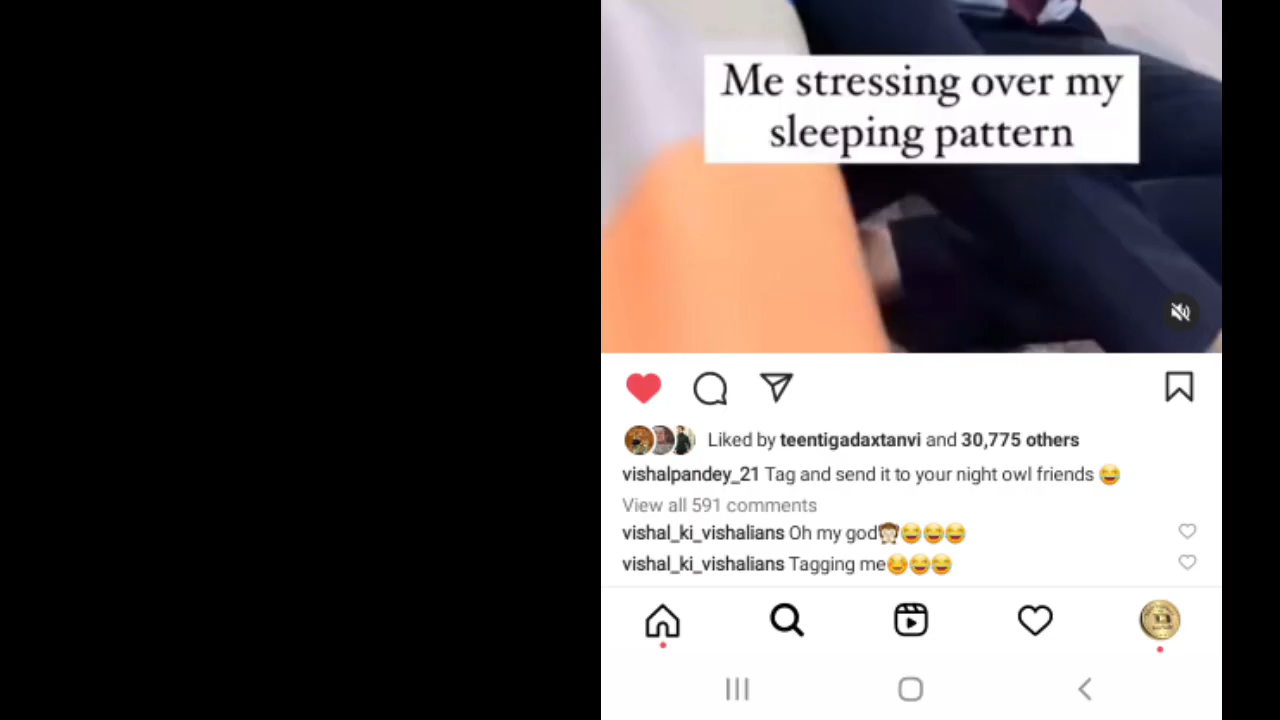 Me stressing over my
sleeping pattern
Liked by teentigadaxtanvi and 30,775 others
vishalpandey_21 Tag and send it to your night owl friends 😅
View all 591 comments
vishal_ki_vishalians Oh my god🙊😂😂😂
vishal_ki_vishalians Tagging me😂😂😂